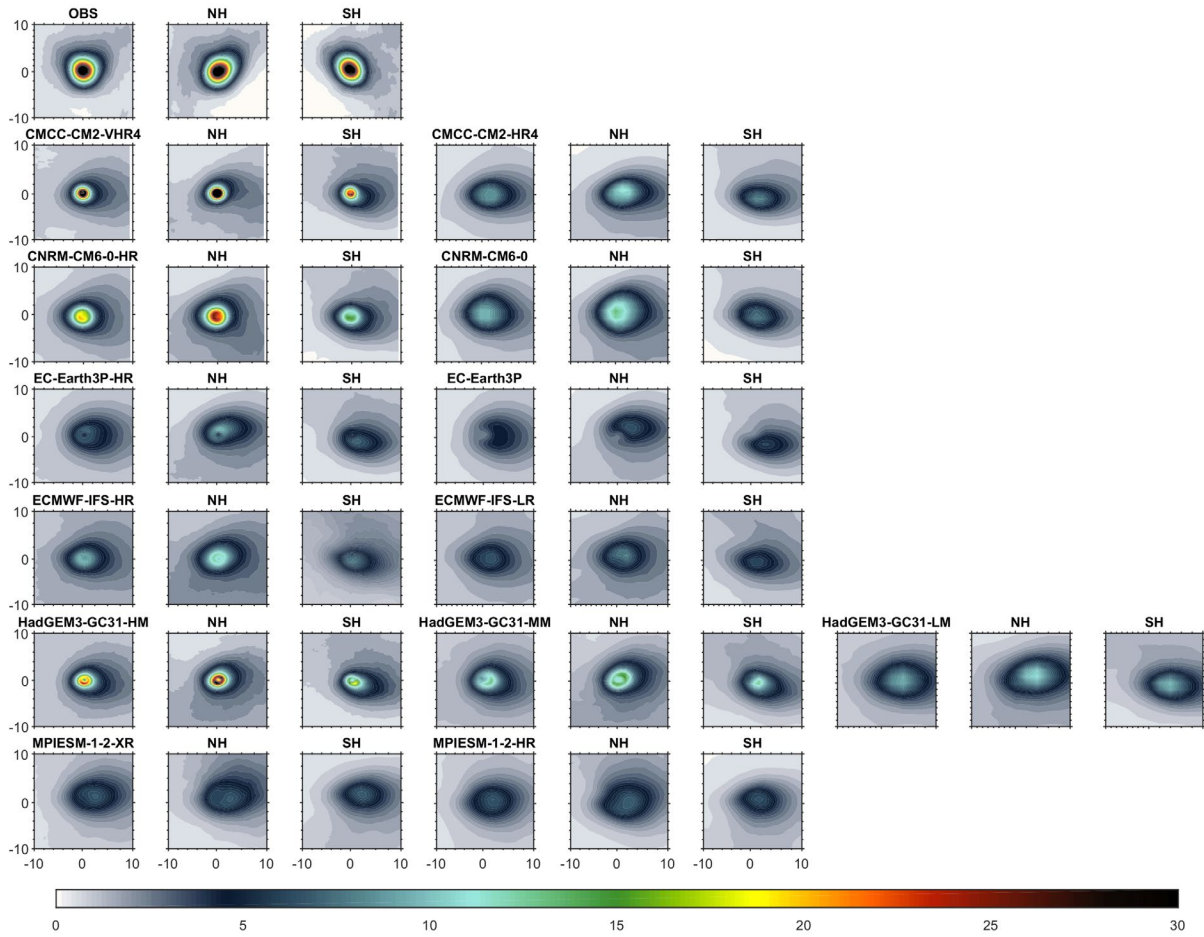 OBS NH SH
10
0
-10
CMCC-CM2-VHR4 NH SH CMCC-CM2-HR4 NH SH
10
0
-10
CNRM-CM6-0-HR NH SH CNRM-CM6-0 NH SH
10
0
-10
EC-Earth3P-HR NH SH EC-Earth3P NH SH
10
0
-10
ECMWF-IFS-HR NH SH ECMWF-IFS-LR NH SH
10
0
-10
HadGEM3-GC31-HM NH SH HadGEM3-GC31-MM NH SH HadGEM3-GC31-LM NH SH
10
0
-10
MPIESM-1-2-XR NH SH MPIESM-1-2-HR NH SH
10
0
-10
-10 0 10 -10 0 10 -10 0 10 -10 0 10 -10 0 10 -10 0 10
0 5 10 15 20 25 30